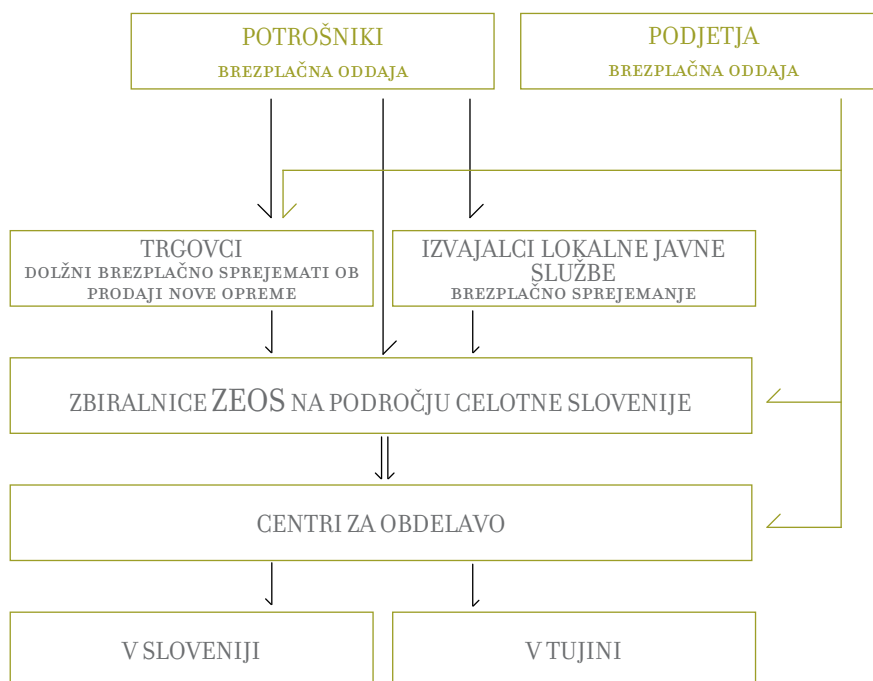 POTROŠNIKI
BREZPLAČNA ODDAJA
PODJETJA
BREZPLAČNA ODDAJA
TRGOVCI
DOLŽNI BREZPLAČNO SPREJEMATI OB
PRODAJI NOVE OPREME
IZVAJALCI LOKALNE JAVNE
SLUŽBE
BREZPLAČNO SPREJEMANJE
ZBIRALNICE ZEOS NA PODROČJU CELOTNE SLOVENIJE
CENTRI ZA OBDELAVO
V SLOVENIJI
V TUJINI